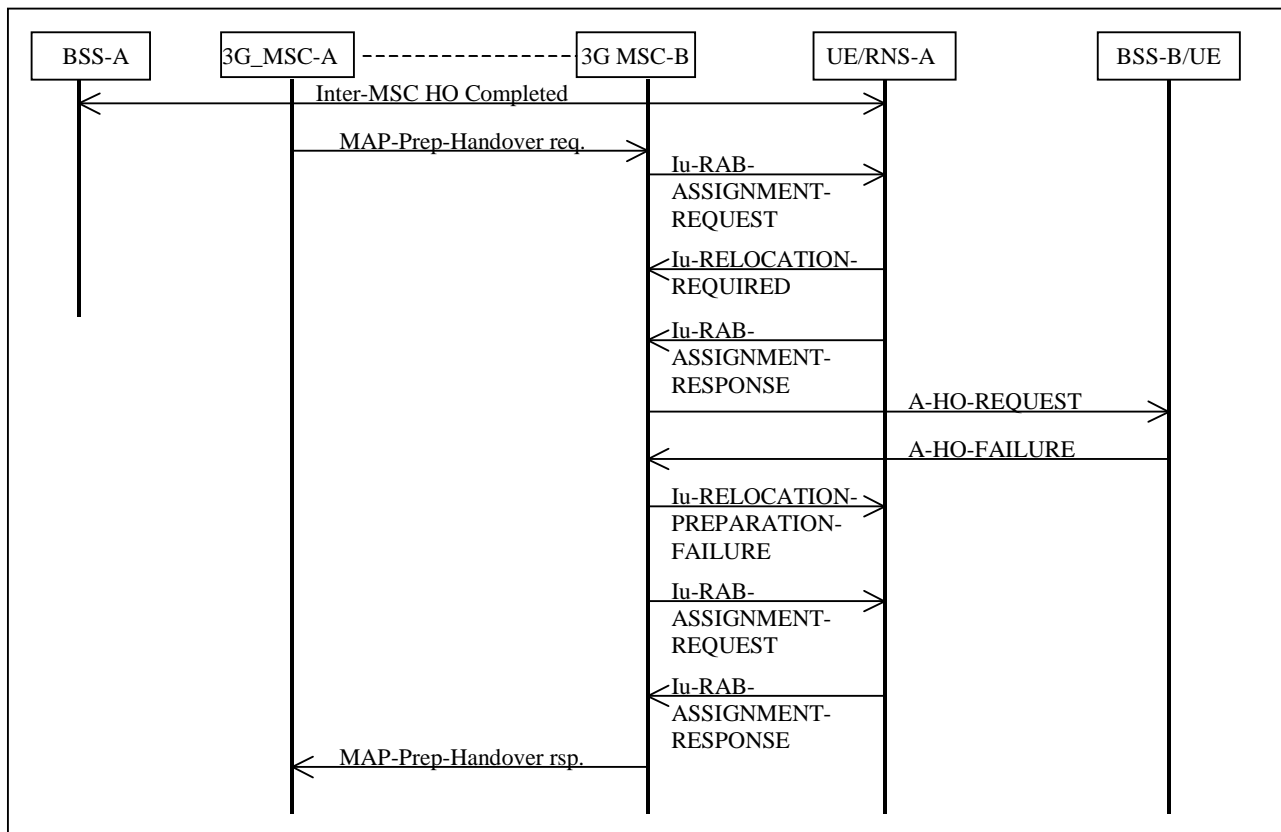 BSS-A
3G_MSC-A
3G MSC-B
UE/RNS-A
BSS-B/UE
Inter-MSC HO Completed
MAP-Prep-Handover req.
Iu-RAB-
ASSIGNMENT-
REQUEST
Iu-RELOCATION-
REQUIRED
Iu-RAB-
ASSIGNMENT-
RESPONSE
A-HO-REQUEST
A-HO-FAILURE
Iu-RELOCATION-
PREPARATION-
FAILURE
Iu-RAB-
ASSIGNMENT-
REQUEST
Iu-RAB-
ASSIGNMENT-
RESPONSE
MAP-Prep-Handover rsp.